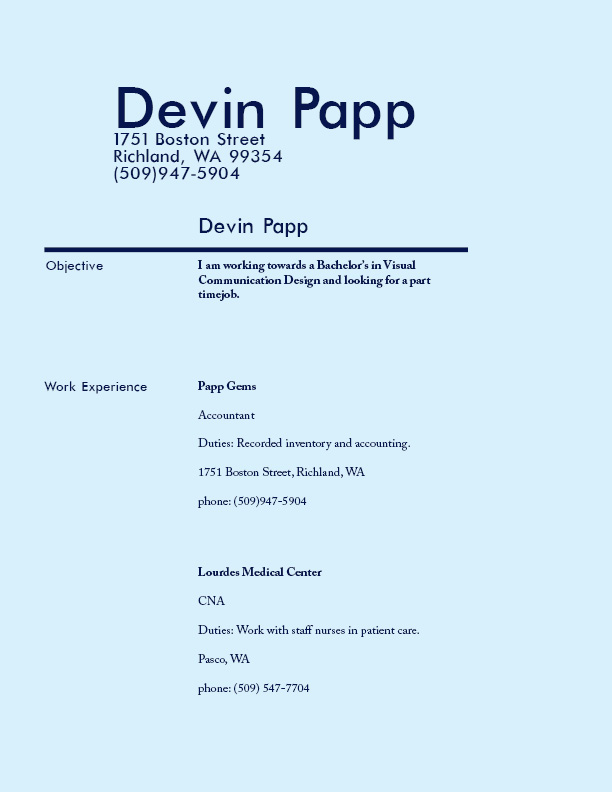 Devin Papp
1751 Boston Street
Richland, WA 99354
(509)947-5904
Devin Papp
Objective
I am working towards a Bachelor's in Visual
Communication Design and looking for a part
timejob.
Work Experience
Papp Gems
Accountant
Duties: Recorded inventory and accounting.
1751 Boston Street, Richland, WA
phone: (509)947-5904
Lourdes Medical Center
CNA
Duties: Work with staff nurses in patient care.
Pasco, WA
phone: (509) 547-7704